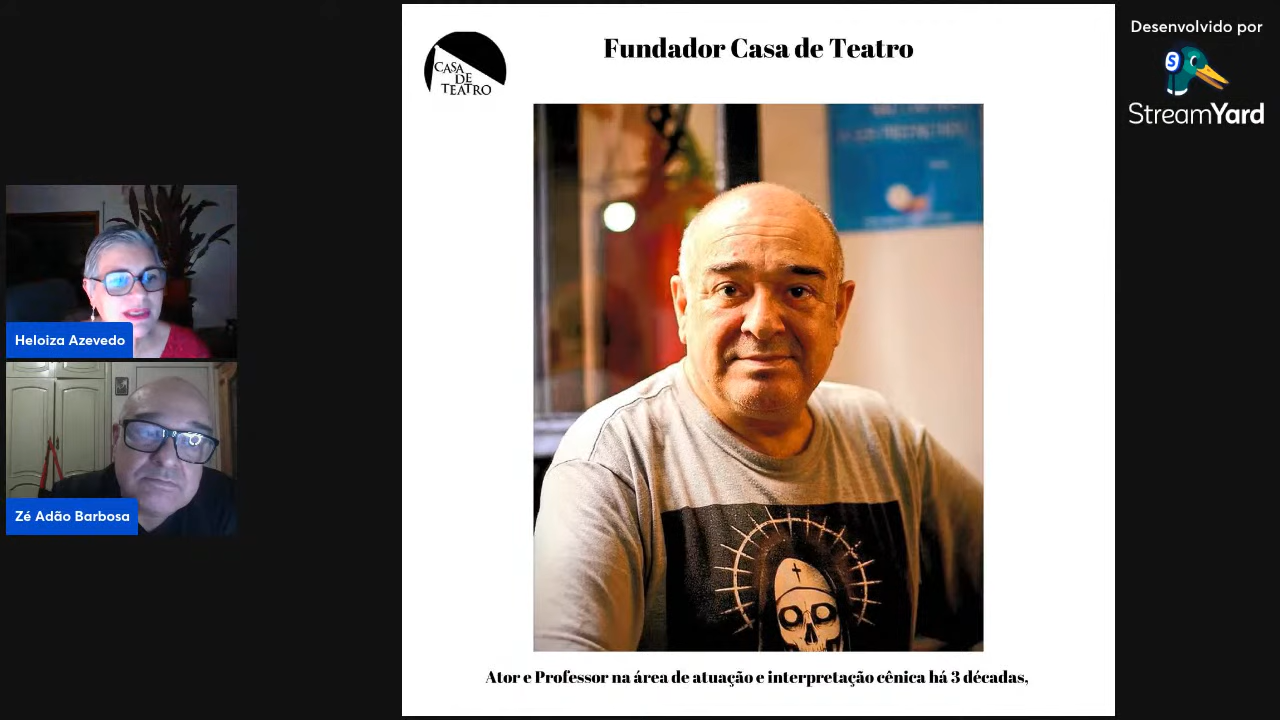 Desenvolvido por
StreamYard
CASA
DE
TEATRO
Fundador Casa de Teatro
Heloiza Azevedo
Zé Adão Barbosa
Ator e Professor na área de atuação e interpretação cênica há 3 décadas,